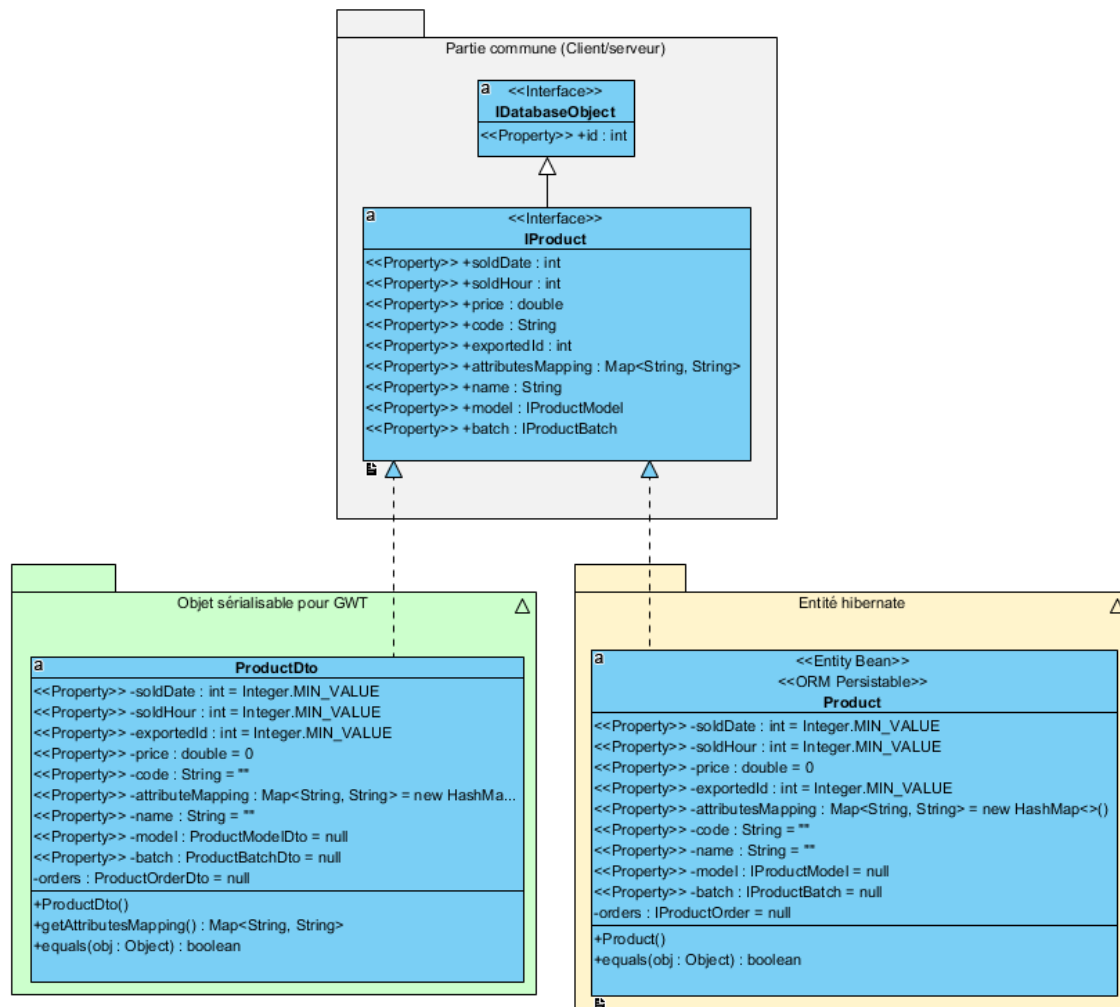 Partie commune (Client/serveur)
a
<<Interface>>
IDatabaseObject
<<Property>> +id : int
a
<<Interface>>
IProduct
<<Property>> +soldDate : int
<<Property>> +soldHour : int
<<Property>> +price : double
<<Property>> +code : String
<<Property>> +exportedId : int
<<Property>> +attributesMapping : Map<String, String>
<<Property>> +name : String
<<Property>> +model : IProductModel
<<Property>> +batch : IProductBatch
Objet sérialisable pour GWT
a
ProductDto
<<Property>> -soldDate : int = Integer.MIN_VALUE
<<Property>> -soldHour : int = Integer.MIN_VALUE
<<Property>> -exportedId : int = Integer.MIN_VALUE
<<Property>> -price : double = 0
<<Property>> -code : String = ""
<<Property>> -attributeMapping : Map<String, String> = new HashMa...
<<Property>> -name : String = ""
<<Property>> -model : ProductModelDto = null
<<Property>> -batch : ProductBatchDto = null
-orders : ProductOrderDto = null
+ProductDto()
+getAttributesMapping() : Map<String, String>
+equals(obj : Object) : boolean
Entité hibernate
a
<<Entity Bean>>
<<ORM Persistable>>
Product
<<Property>> -soldDate : int = Integer.MIN_VALUE
<<Property>> -soldHour : int = Integer.MIN_VALUE
<<Property>> -price : double = 0
<<Property>> -exportedId : int = Integer.MIN_VALUE
<<Property>> -attributesMapping : Map<String, String> = new HashMap<>()
<<Property>> -code : String = ""
<<Property>> -name : String = ""
<<Property>> -model : IProductModel = null
<<Property>> -batch : IProductBatch = null
-orders : IProductOrder = null
+Product()
+equals(obj : Object) : boolean